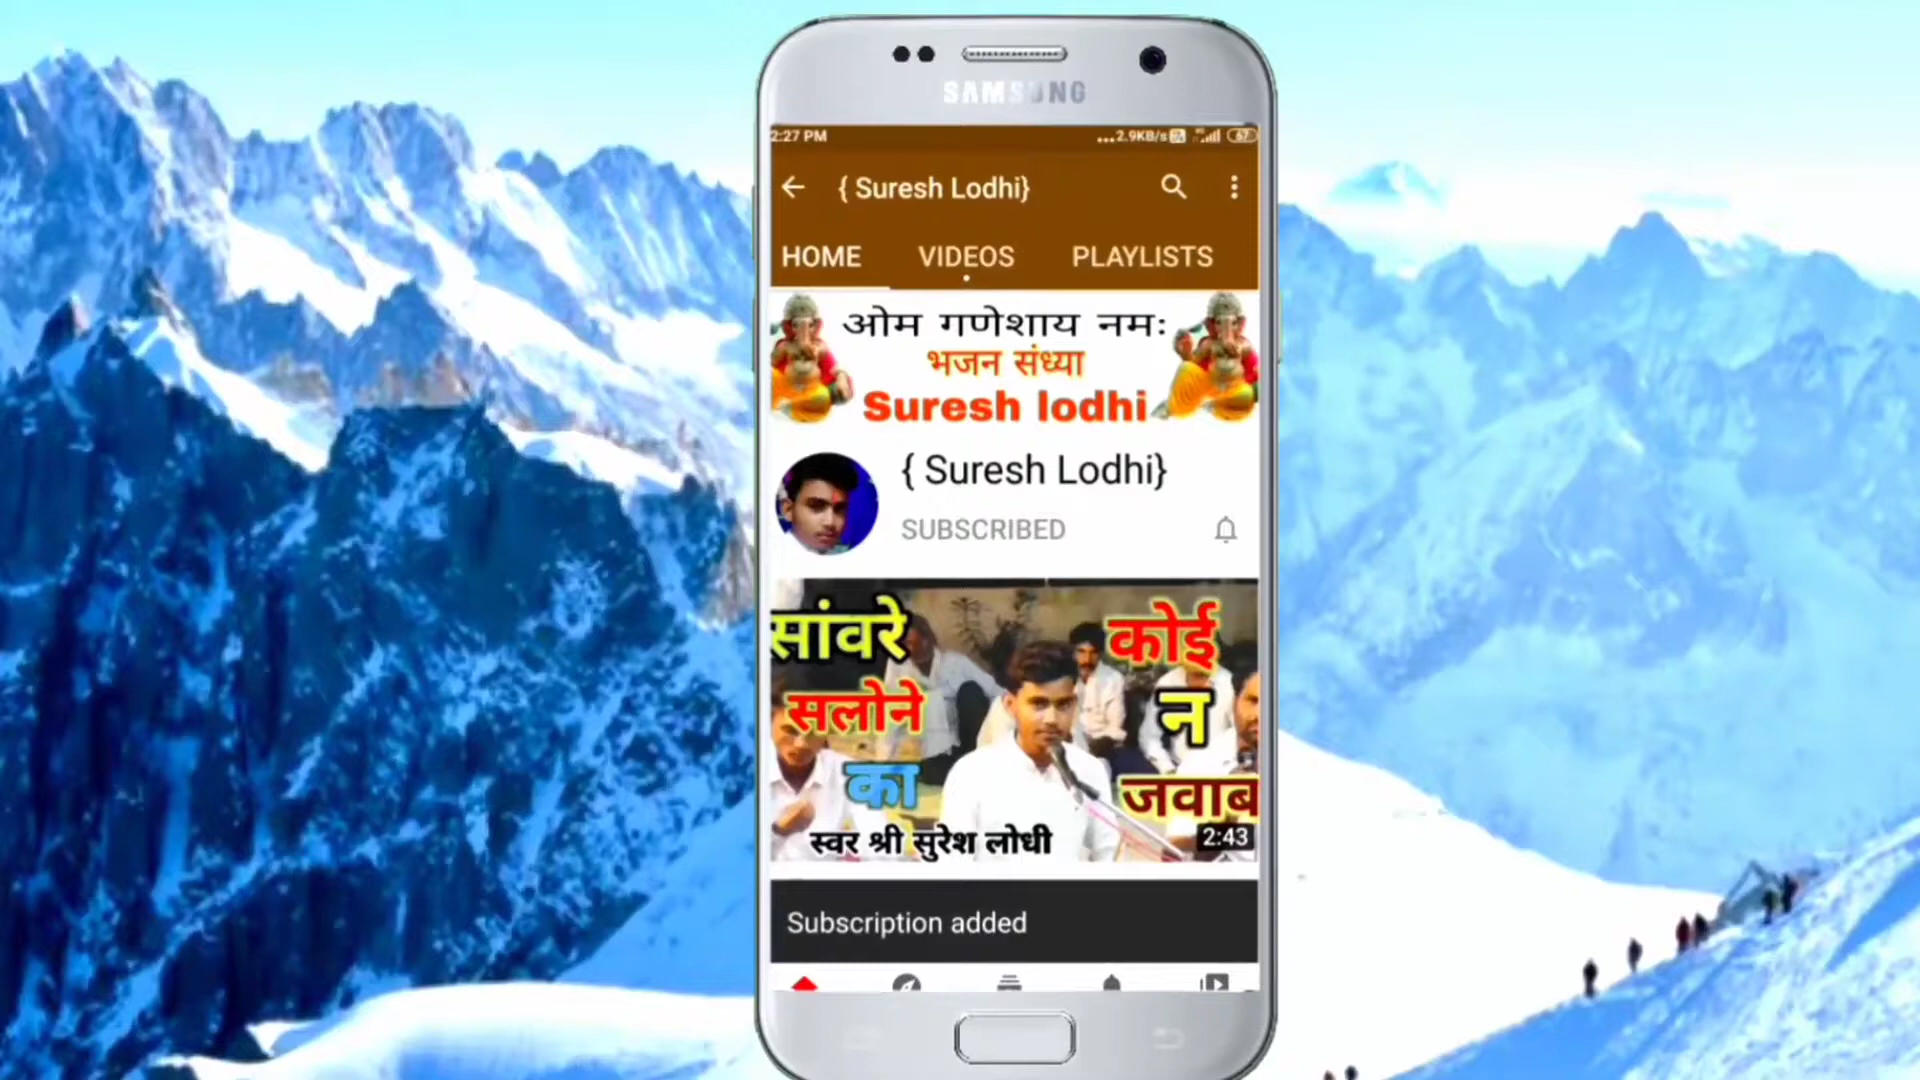 SAMSUNG
2:27 PM ...2.9KB/s 67
{ Suresh Lodhi}
HOME VIDEOS PLAYLISTS
ओम गणेशाय नमः
भजन संध्या
Suresh lodhi
{ Suresh Lodhi}
SUBSCRIBED
सांवरे कोई
सलोने न
का जवाब
स्वर श्री सुरेश लोधी 2:43
Subscription added